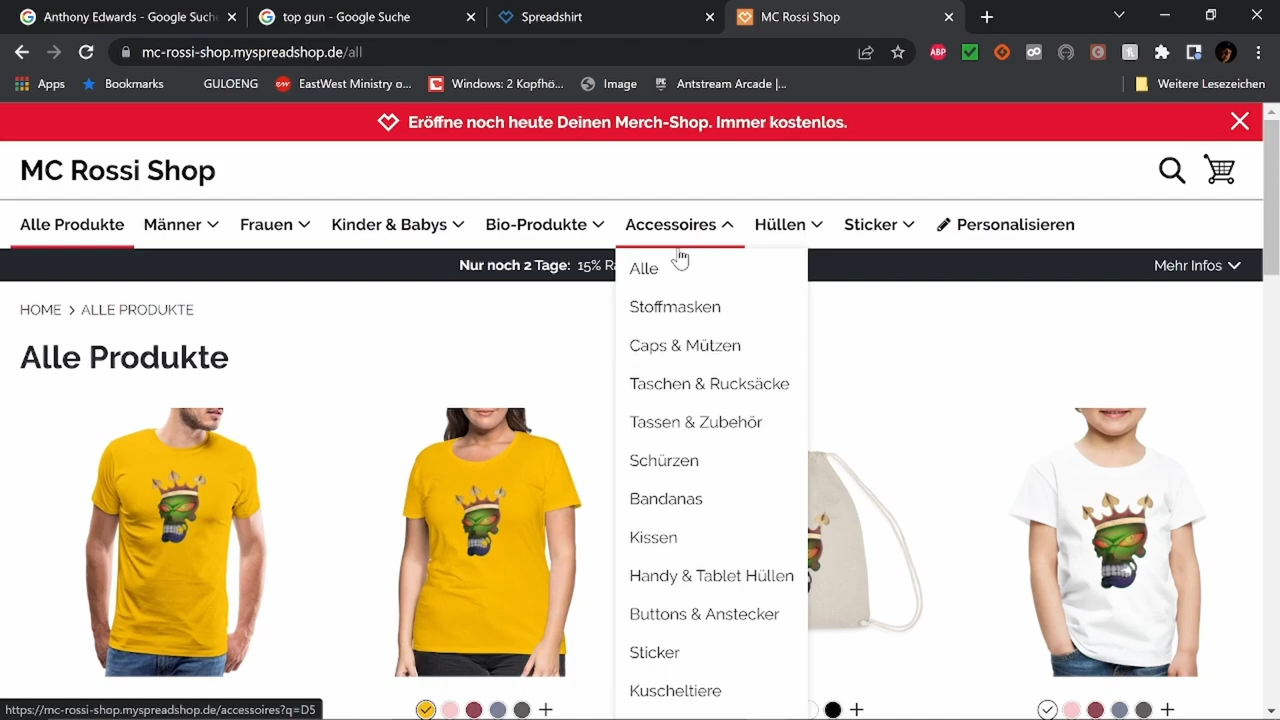 Anthony Edwards - Google Suche
top gun - Google Suche
Spreadshirt
MC Rossi Shop
mc-rossi-shop.myspreadshop.de/all
ABP
Apps
Bookmarks
GULOENG
EastWest Ministry o...
Windows: 2 Kopfhö...
Image
Antstream Arcade |...
Weitere Lesezeichen
Eröffne noch heute Deinen Merch-Shop. Immer kostenlos.
MC Rossi Shop
Alle Produkte
Männer
Frauen
Kinder & Babys
Bio-Produkte
Accessoires
Hüllen
Sticker
Personalisieren
Nur noch 2 Tage: 15%
Mehr Infos
HOME > ALLE PRODUKTE
Alle Produkte
Alle
Stoffmasken
Caps & Mützen
Taschen & Rucksäcke
Tassen & Zubehör
Schürzen
Bandanas
Kissen
Handy & Tablet Hüllen
Buttons & Anstecker
Sticker
Kuscheltiere
https://mc-rossi-shop.myspreadshop.de/accessoires?q=D5